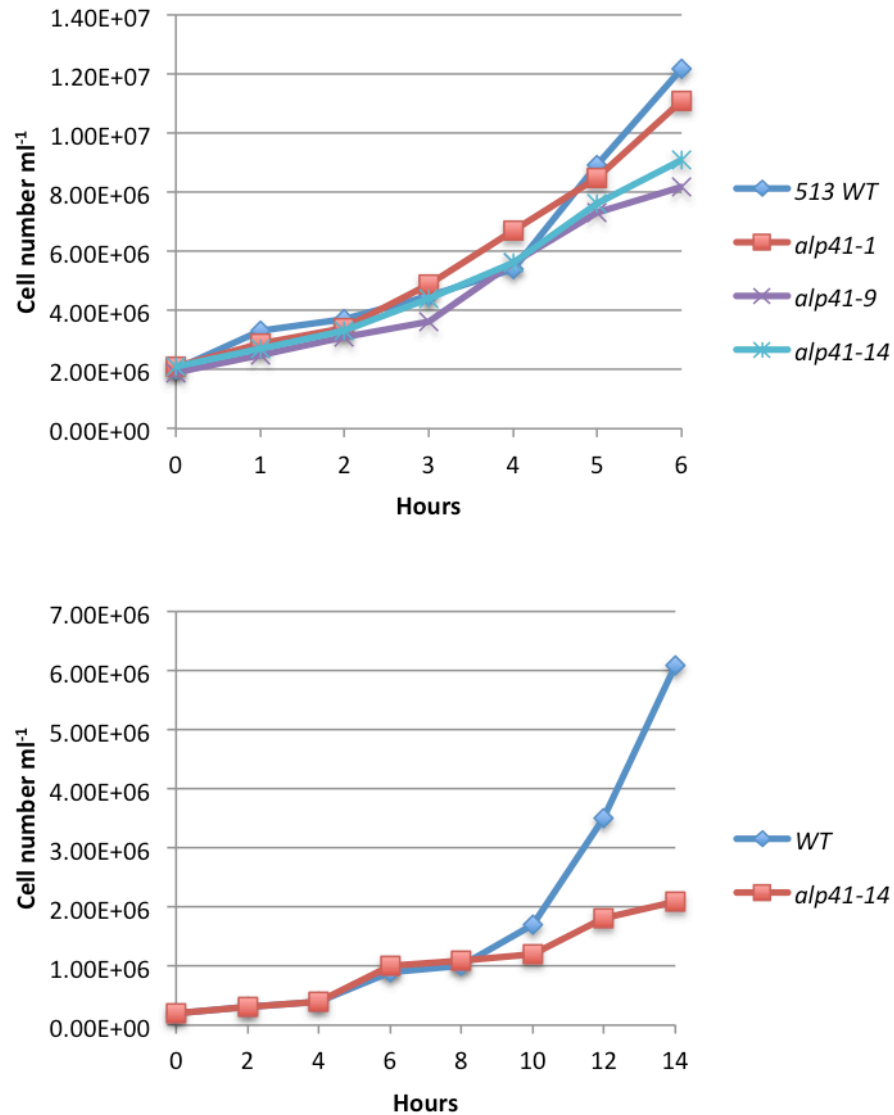 1.40E+07
1.20E+07
1.00E+07
8.00E+06
6.00E+06
4.00E+06
2.00E+06
0.00E+00
Cell number ml⁻¹
0 1 2 3 4 5 6
Hours
513 WT
alp41-1
alp41-9
alp41-14
7.00E+06
6.00E+06
5.00E+06
4.00E+06
3.00E+06
2.00E+06
1.00E+06
0.00E+00
Cell number ml⁻¹
0 2 4 6 8 10 12 14
Hours
WT
alp41-14